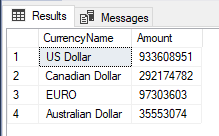 Results Messages
CurrencyName Amount
1 US Dollar 933608951
2 Canadian Dollar 292174782
3 EURO 97303603
4 Australian Dollar 35553074